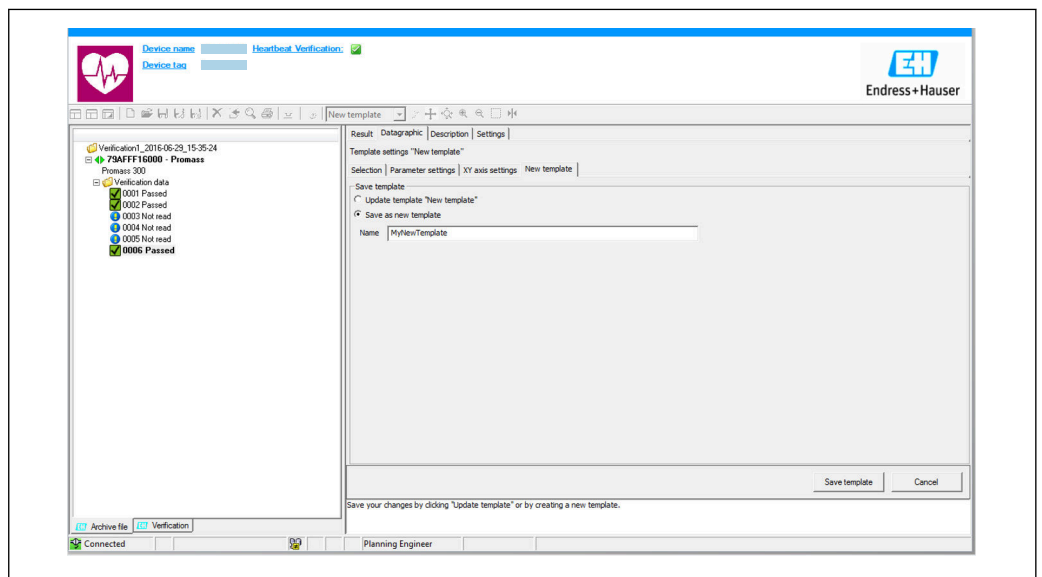 Device name Heartbeat Verification:
Device tag
Endress+Hauser
New template
Result Datagraphic Description Settings
Verification1_2016-06-29_15-35-24
79AFFF16000 - Promass
Promass 300
Verification data
0001 Passed
0002 Passed
0003 Not read
0004 Not read
0005 Not read
0006 Passed
Template settings "New template"
Selection Parameter settings XY axis settings New template
Save template
Update template "New template"
Save as new template
Name MyNewTemplate
Save template Cancel
Save your changes by clicking "Update template" or by creating a new template.
Archive file Verification
Connected Planning Engineer